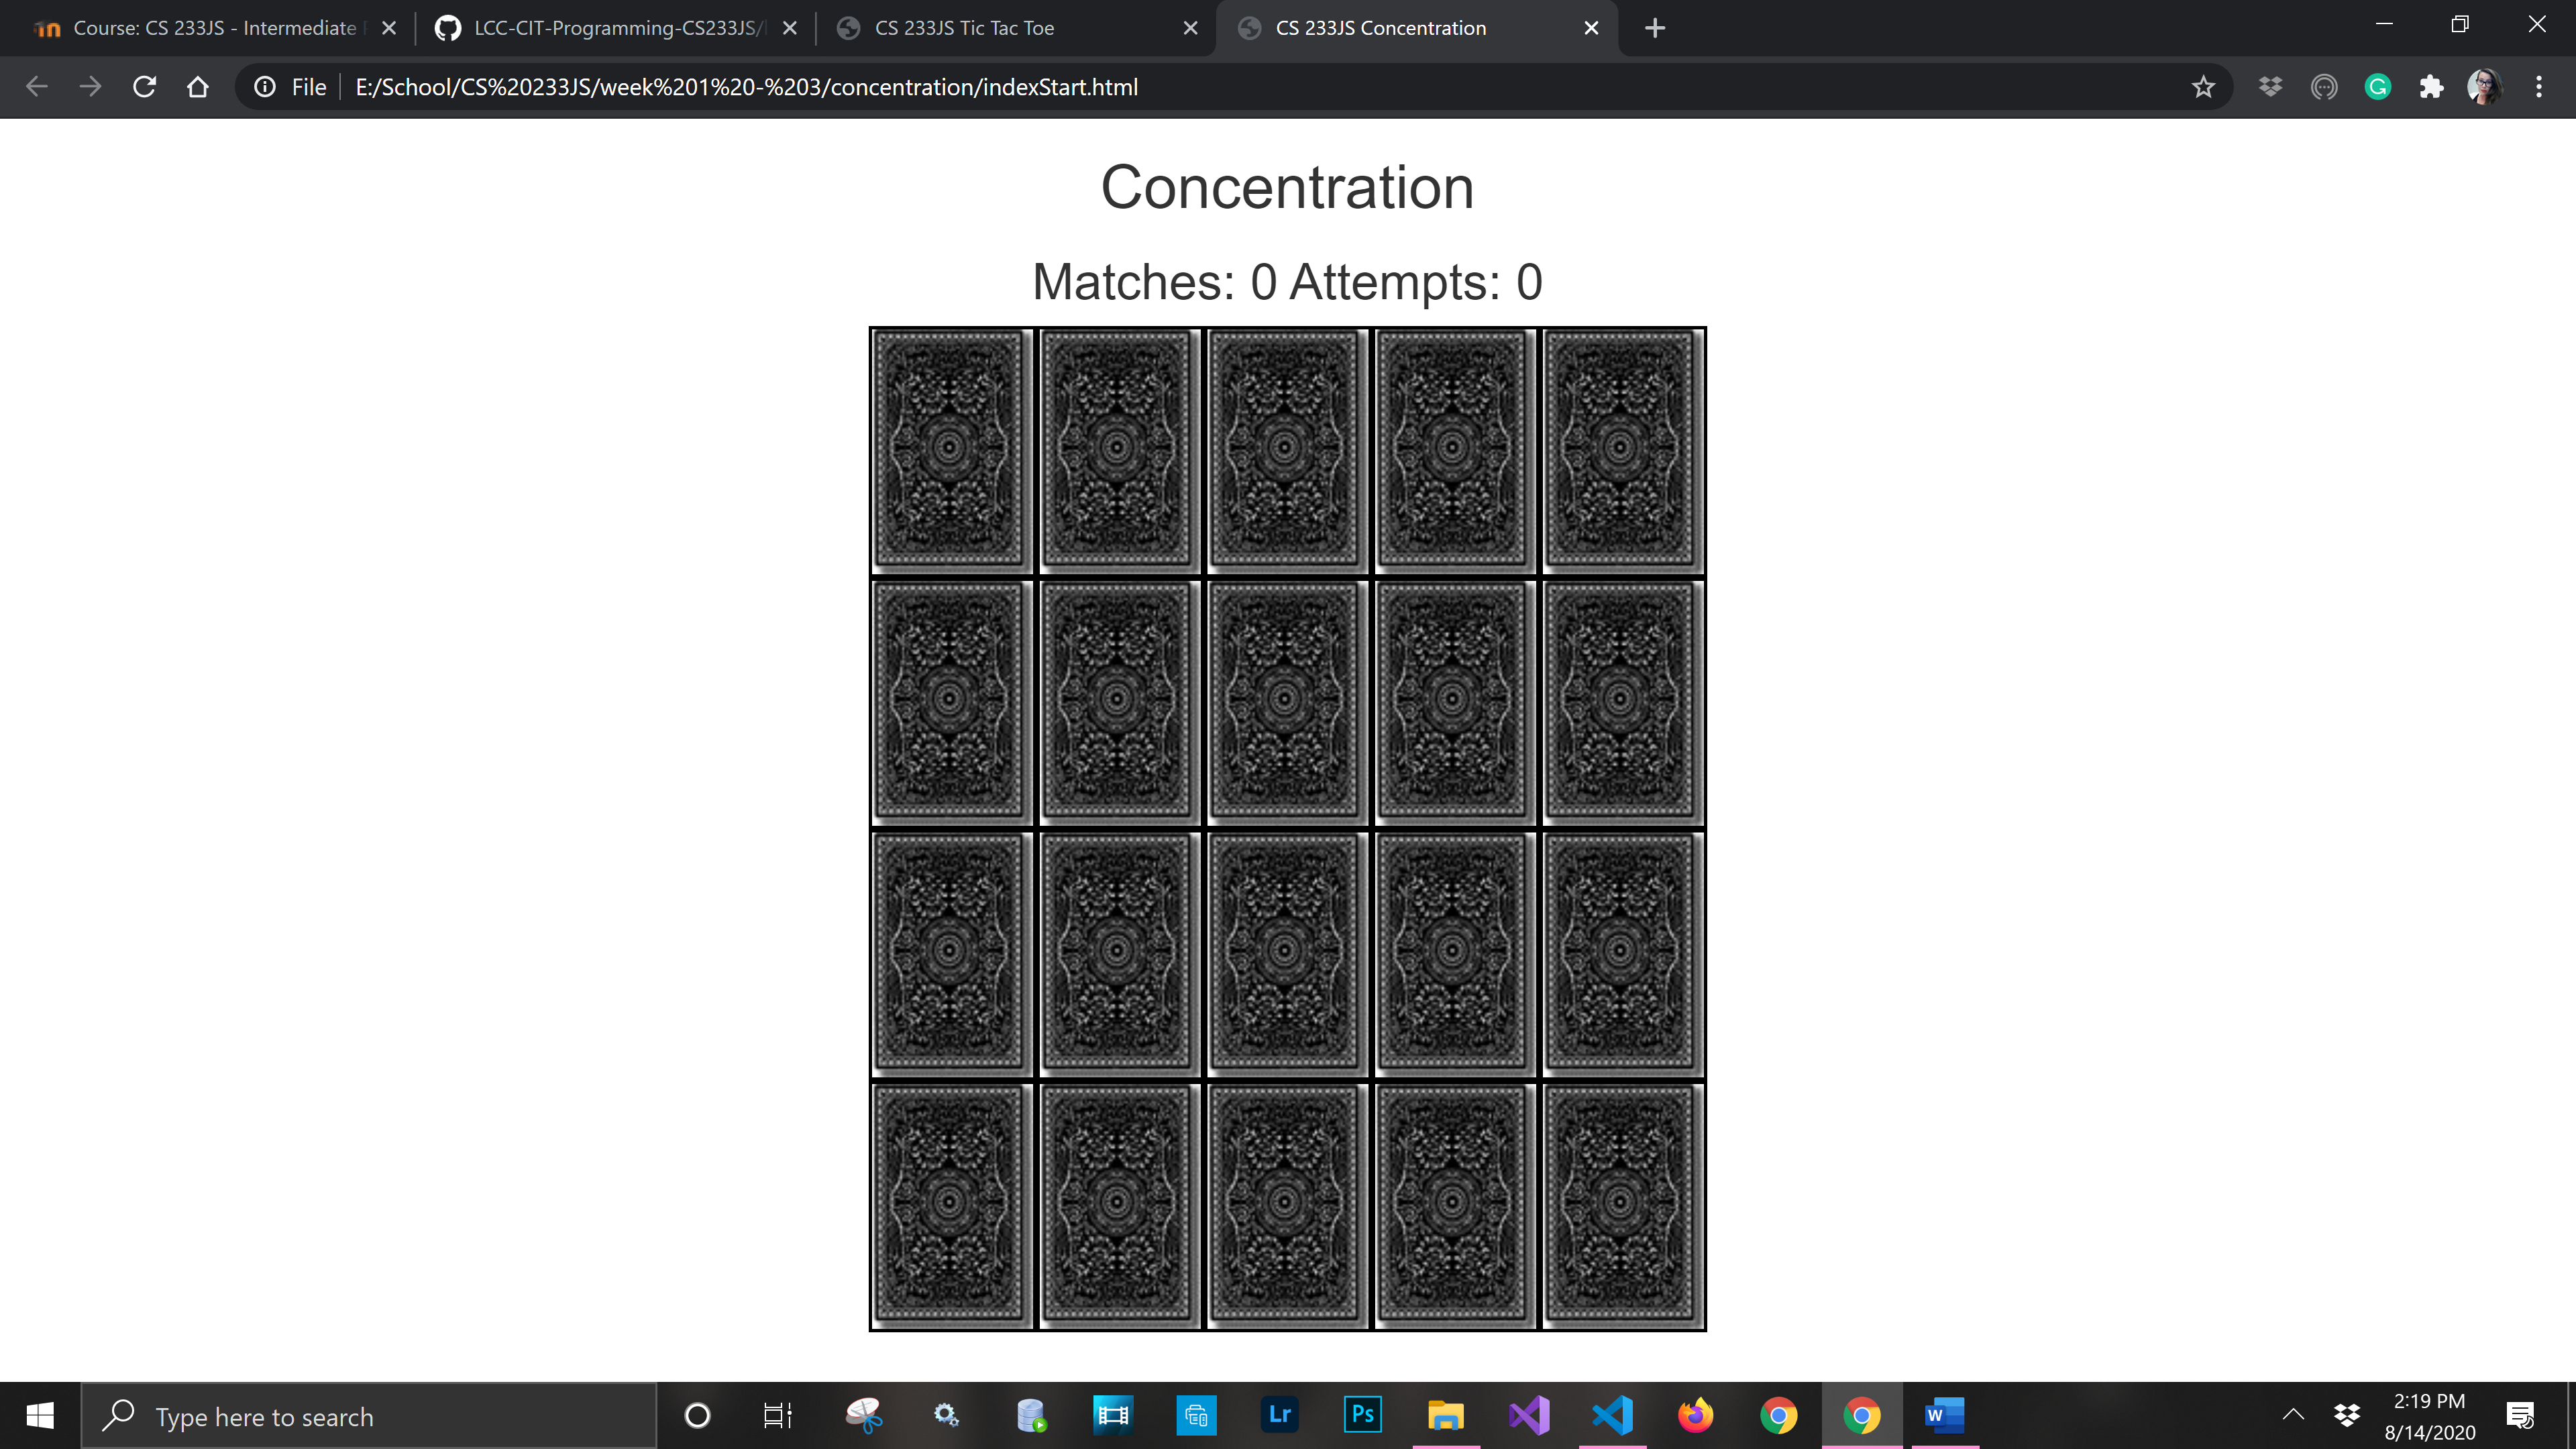 Course: CS 233JS - Intermediate
LCC-CIT-Programming-CS233JS/
CS 233JS Tic Tac Toe
CS 233JS Concentration
File
E:/School/CS%20233JS/week%201%20-%203/concentration/indexStart.html
Concentration
Matches: 0 Attempts: 0
Type here to search
Lr
Ps
W
2:19 PM
8/14/2020